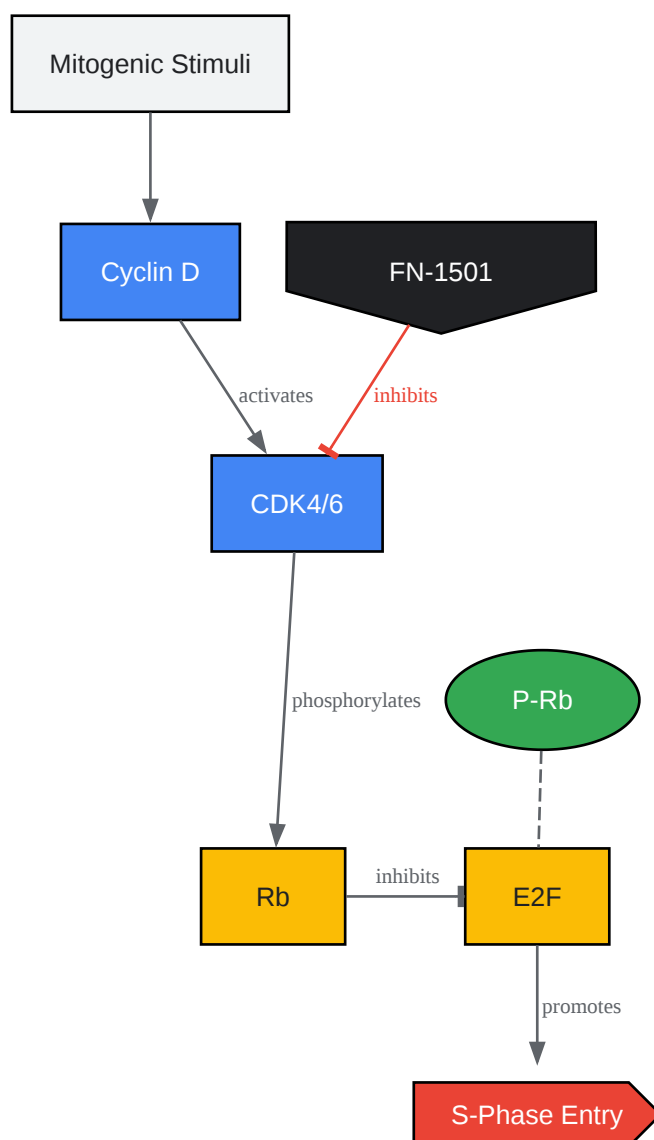 Mitogenic Stimuli
Cyclin D
FN-1501
activates
inhibits
CDK4/6
phosphorylates
P-Rb
Rb
inhibits
E2F
promotes
S-Phase Entry